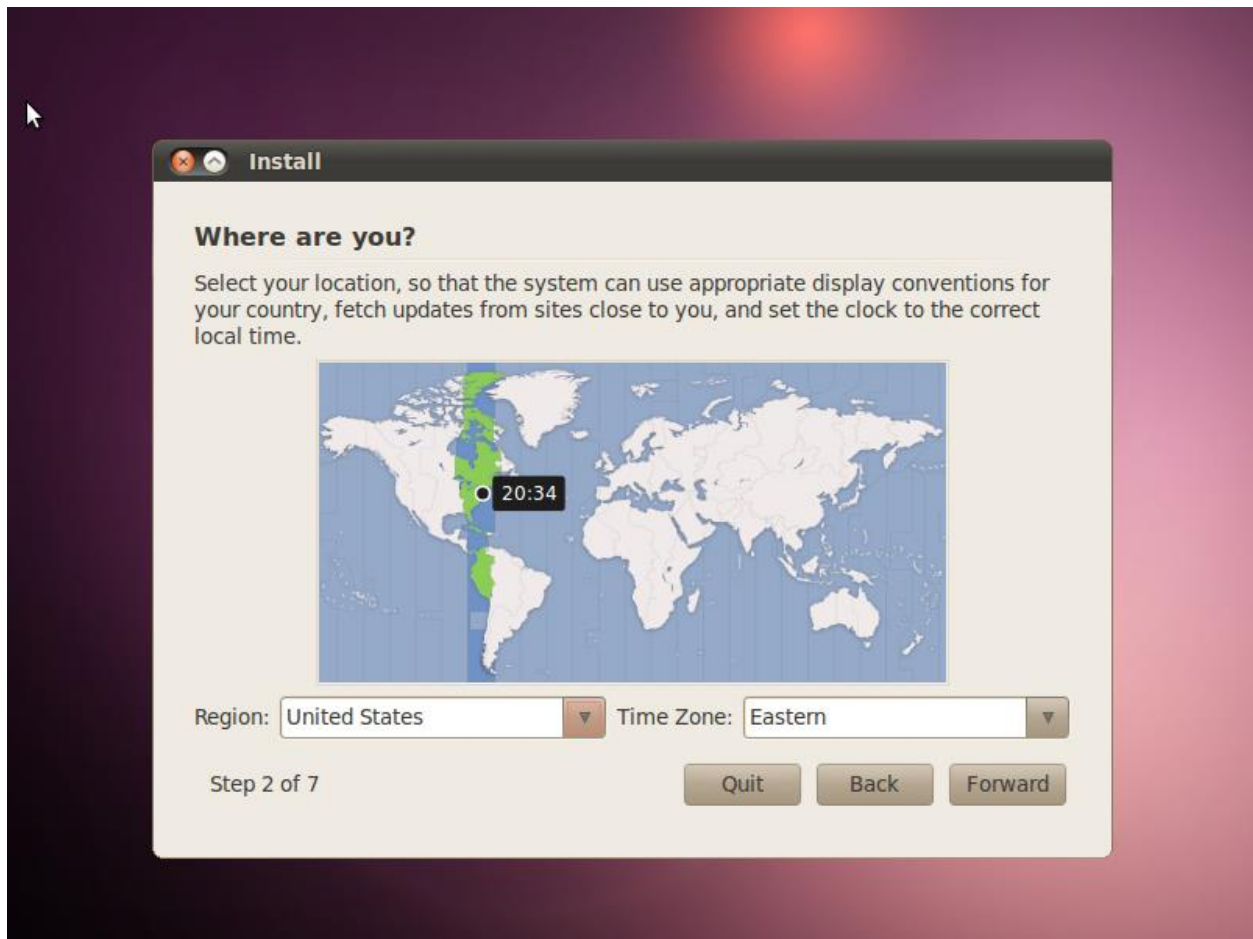 Install
Where are you?
Select your location, so that the system can use appropriate display conventions for
your country, fetch updates from sites close to you, and set the clock to the correct
local time.
20:34
Region: United States Time Zone: Eastern
Step 2 of 7 Quit Back Forward